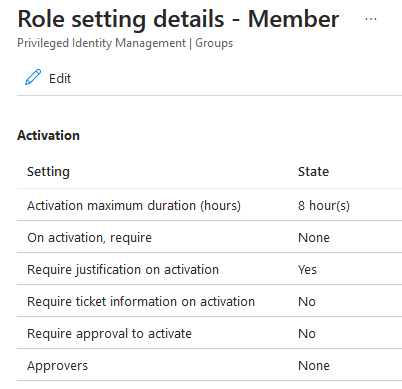 Role setting details - Member ...
Privileged Identity Management | Groups
Edit
Activation
Setting State
Activation maximum duration (hours) 8 hour(s)
On activation, require None
Require justification on activation Yes
Require ticket information on activation No
Require approval to activate No
Approvers None